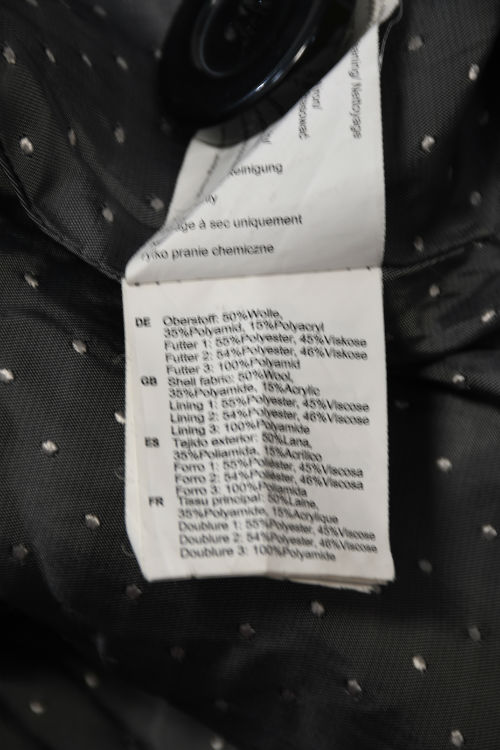 Nettoyage
einigung
à sec uniquement
pranie chemiczne
DE Oberstoff: 50%Wolle,
35%Polyamid, 15%Polyacryl
Futter 1: 55%Polyester, 45%Viskose
Futter 2: 54%Polyester, 46%Viskose
Futter 3: 100%Polyamid
GB Shell fabric: 50%Wool,
35%Polyamide, 15%Acrylic
Lining 1: 55%Polyester, 45%Viscose
Lining 2: 54%Polyester, 46%Viscose
Lining 3: 100%Polyamide
ES Tejido exterior: 50%Lana,
35%Poliamida, 15%Acrilico
Forro 1: 55%Poliéster, 45%Viscosa
Forro 2: 54%Poliéster, 46%Viscosa
Forro 3: 100%Poliamida
FR Tissu principal: 50%Laine,
35%Polyamide, 15%Acrylique
Doublure 1: 55%Polyester, 45%Viscose
Doublure 2: 54%Polyester, 46%Viscose
Doublure 3: 100%Polyamide